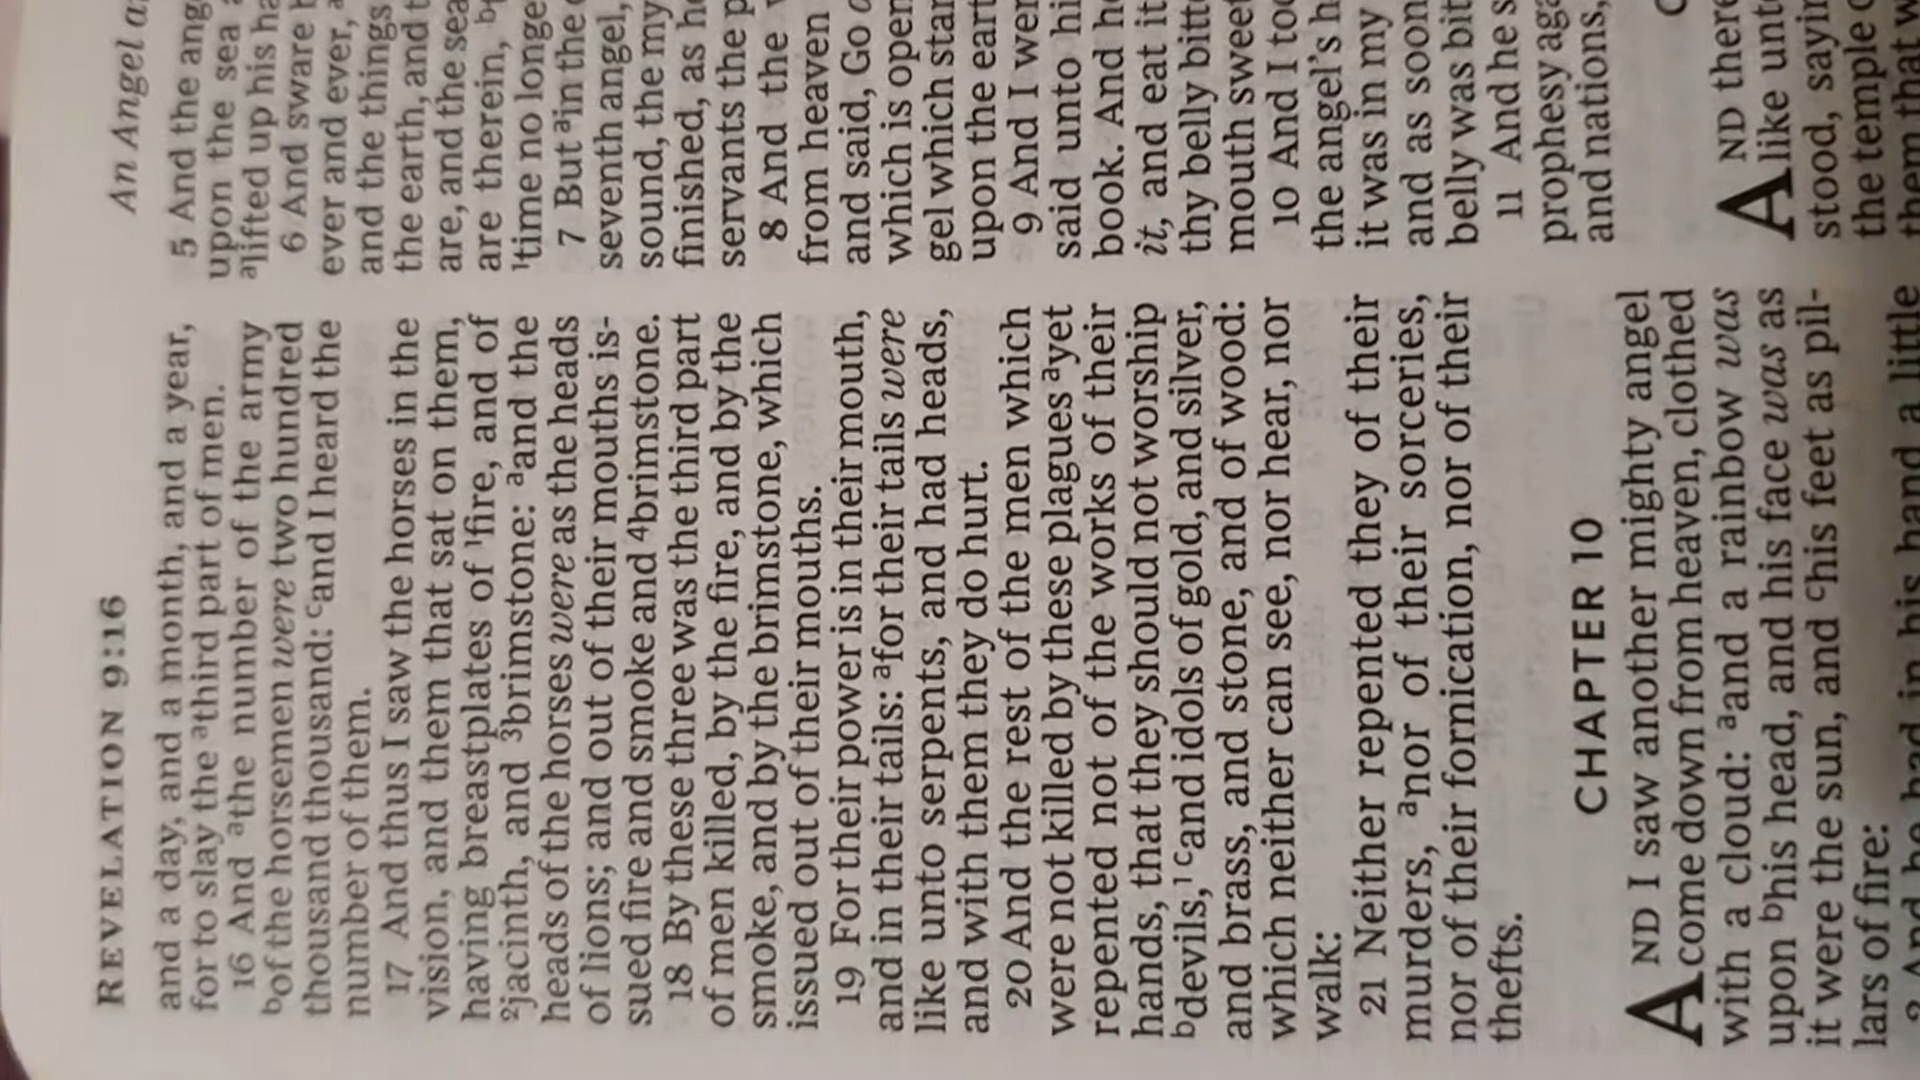 REVELATION 9:16
and a day, and a month, and a year,
for to slay the ᵃthird part of men.
16 And ᵃthe number of the army
ᵇof the horsemen were two hundred
thousand thousand: ᶜand I heard the
number of them.
17 And thus I saw the horses in the
vision, and them that sat on them,
having breastplates of ¹fire, and of
²jacinth, and ³brimstone: ᵃand the
heads of the horses were as the heads
of lions; and out of their mouths is-
sued fire and smoke and ⁴brimstone.
18 By these three was the third part
of men killed, by the fire, and by the
smoke, and by the brimstone, which
issued out of their mouths.
19 For their power is in their mouth,
and in their tails: ᵃfor their tails were
like unto serpents, and had heads,
and with them they do hurt.
20 And the rest of the men which
were not killed by these plagues ᵃyet
repented not of the works of their
hands, that they should not worship
ᵇdevils,¹ ᶜand idols of gold, and silver,
and brass, and stone, and of wood:
which neither can see, nor hear, nor
walk:
21 Neither repented they of their
murders, ᵃnor of their sorceries,
nor of their fornication, nor of their
thefts.
CHAPTER 10
AND I saw another mighty angel
come down from heaven, clothed
with a cloud: ᵃand a rainbow was
upon ᵇhis head, and his face was as
it were the sun, and ᶜhis feet as pil-
lars of fire:
2 And he had in his hand a little
An Angel
5 And the
upon the sea
ᵃlifted up his
6 And sware
ever and ever,
and the things
the earth, and
are, and the sea
are therein,
¹time no longe
7 But ᵃin the
seventh angel,
sound, the my
finished, as
servants the
8 And the
from heaven
and said, Go
which is open
gel which stan
upon the eart
9 And I wen
said unto hi
book. And
it, and eat it
thy belly bitt
mouth sweet
10 And I too
the angel's
it was in my
and as soon
belly was bit
11 And he
prophesy aga
and nations,
AND there
like unt
stood, sayin
the temple
them that